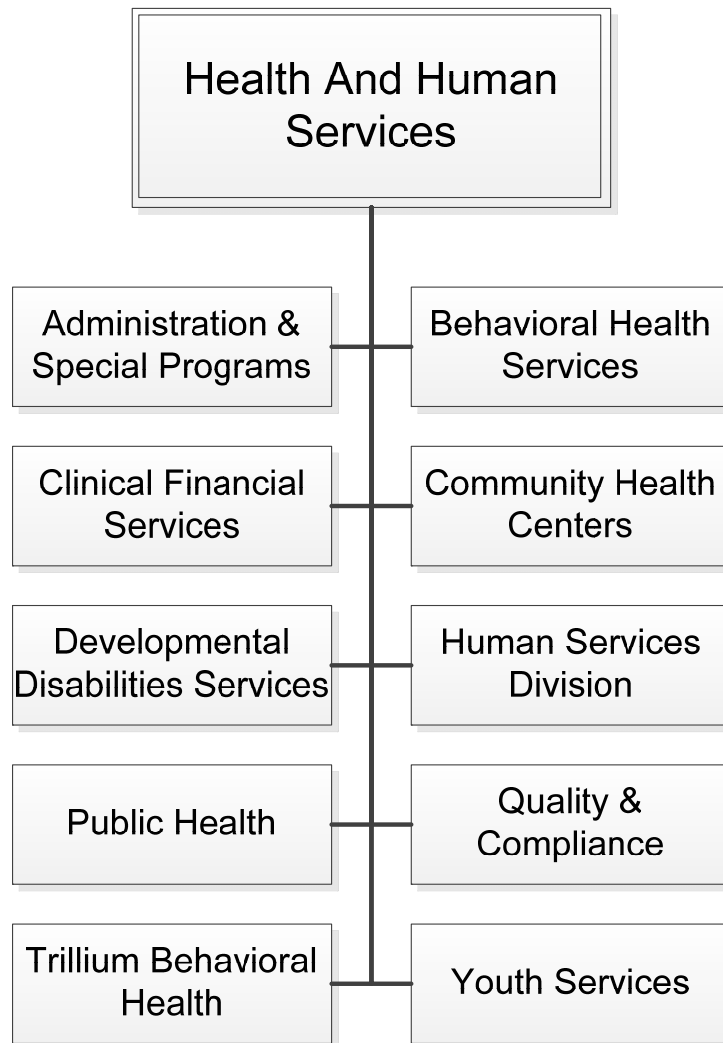 Health And Human
Services
Administration &
Special Programs
Behavioral Health
Services
Clinical Financial
Services
Community Health
Centers
Developmental
Disabilities Services
Human Services
Division
Public Health
Quality &
Compliance
Trillium Behavioral
Health
Youth Services